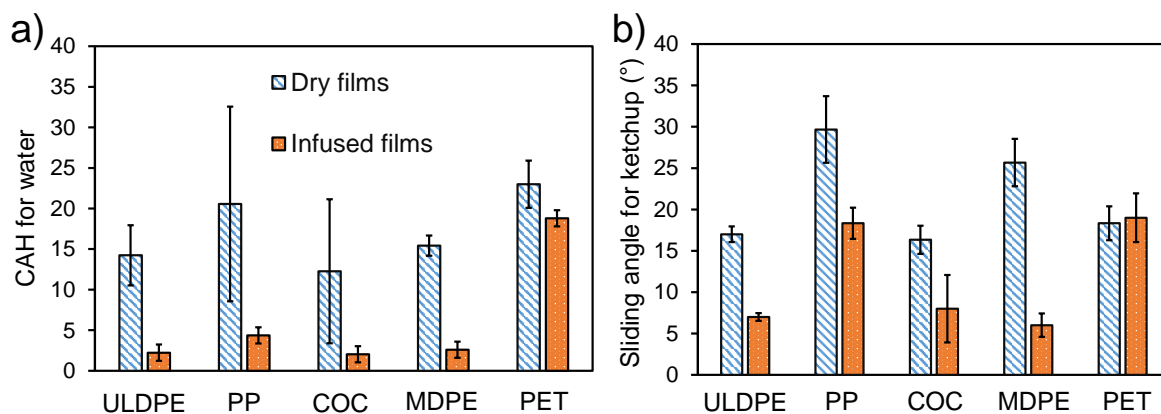 a)
CAH for water
40
35
30
25
20
15
10
5
0
Dry films
Infused films
ULDPE PP COC MDPE PET
b)
Sliding angle for ketchup (°)
40
35
30
25
20
15
10
5
0
ULDPE PP COC MDPE PET